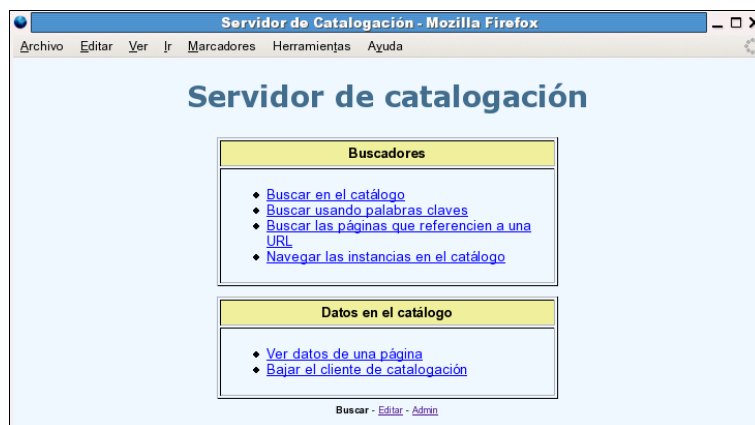 Servidor de Catalogación - Mozilla Firefox
Archivo Editar Ver Ir Marcadores Herramientas Ayuda
Servidor de catalogación
Buscadores
Buscar en el catálogo
Buscar usando palabras claves
Buscar las páginas que referencien a una
URL
Navegar las instancias en el catálogo
Datos en el catálogo
Ver datos de una página
Bajar el cliente de catalogación
Buscar - Editar - Admin